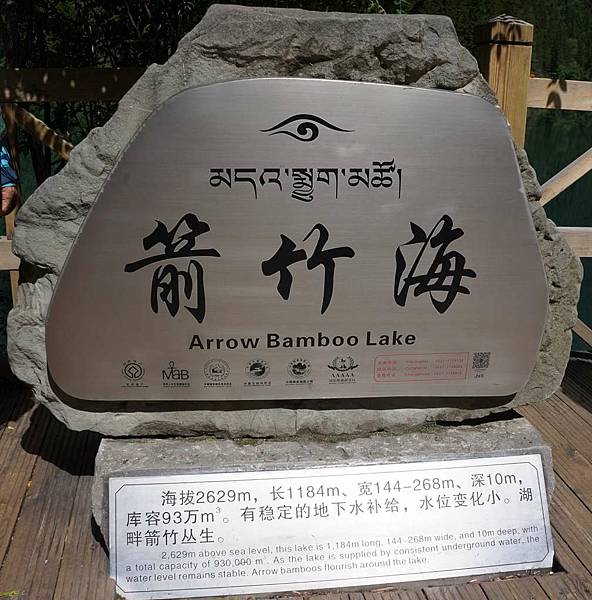 མདའ་སྨྱུག་མཚོ།
箭竹海
Arrow Bamboo Lake
MAB
AAAAA
海拔2629m，长1184m、宽144-268m、深10m，
库容93万m³。有稳定的地下水补给，水位变化小。湖
畔箭竹丛生。
2,629m above sea level, this lake is 1,184m long, 144-268m wide, and 10m deep, with
a total capacity of 930,000 m³. As the lake is supplied by consistent underground water, the
water level remains stable. Arrow bamboos flourish around the lake.